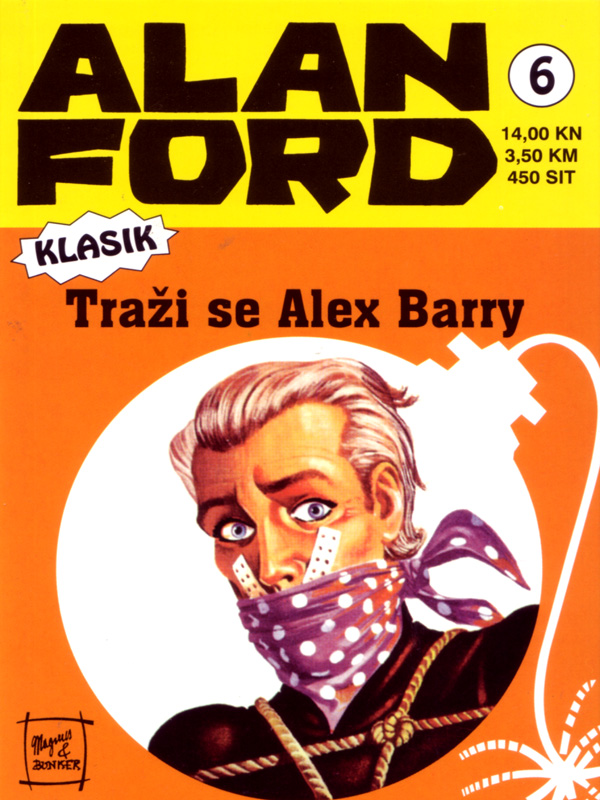 ALAN
FORD
6
14,00 KN
3,50 KM
450 SIT
KLASIK
Traži se Alex Barry
Magnus
&
BUNKER